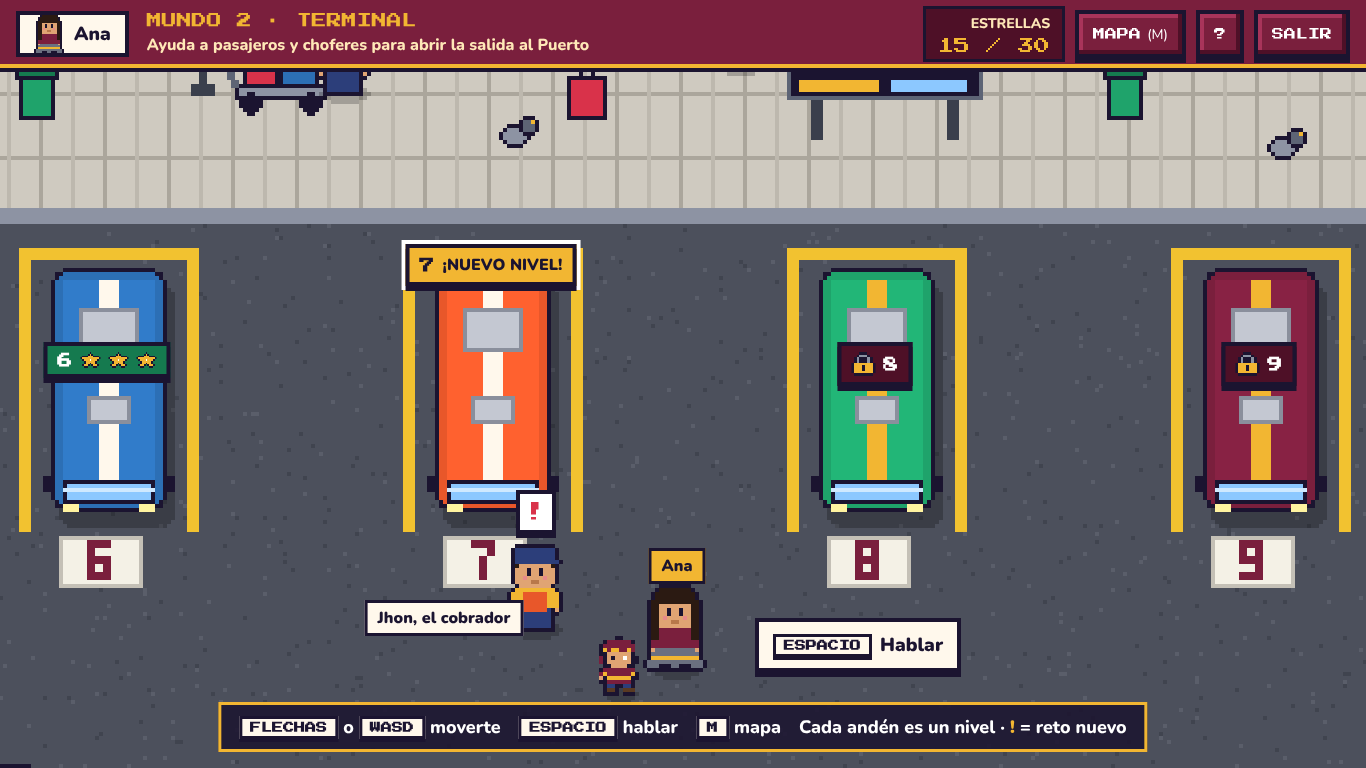 Ana
MUNDO 2 · TERMINAL
Ayuda a pasajeros y choferes para abrir la salida al Puerto
ESTRELLAS
15 / 30
MAPA (M)
?
SALIR
7 ¡NUEVO NIVEL!
6
8
9
!
6
7
8
9
Ana
Jhon, el cobrador
ESPACIO Hablar
FLECHAS o WASD moverte ESPACIO hablar M mapa Cada andén es un nivel · ! = reto nuevo